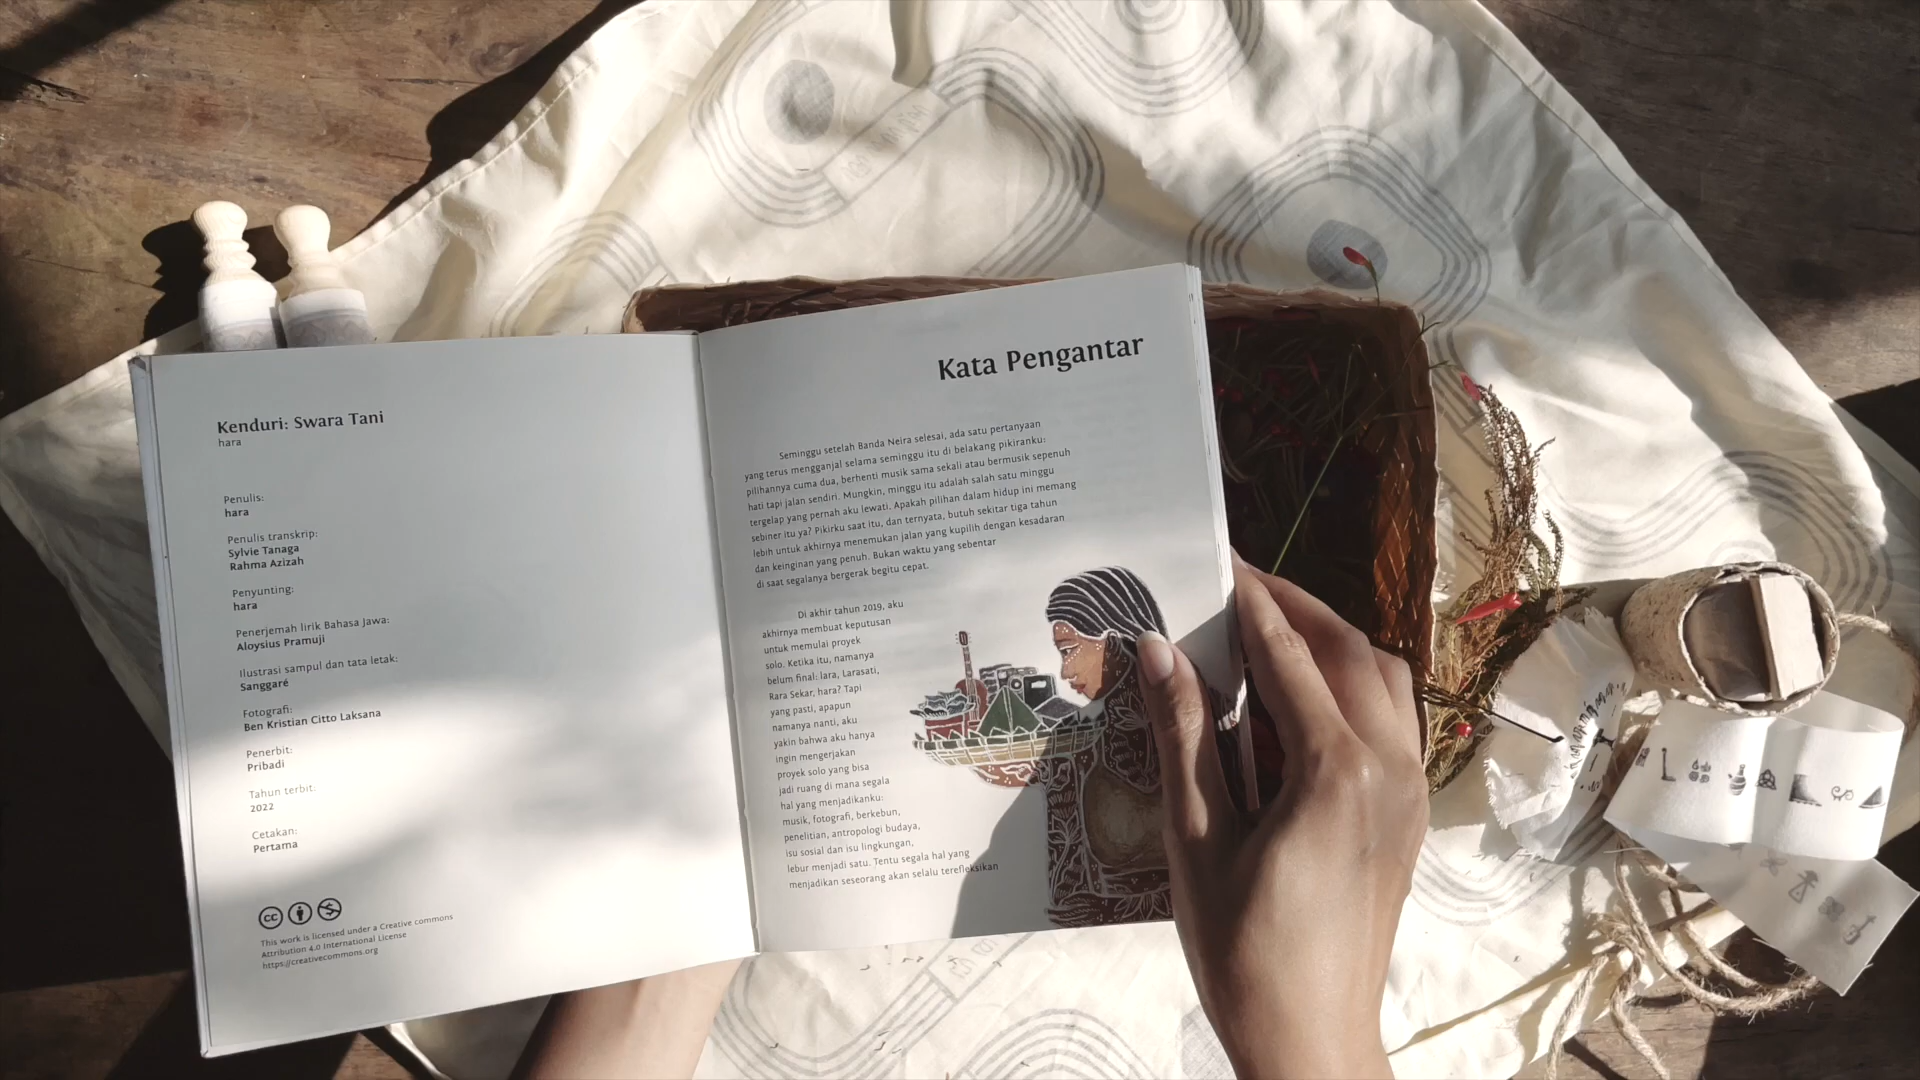 Kenduri: Swara Tani
hara
Penulis:
hara
Penulis transkrip:
Sylvie Tanaga
Rahma Azizah
Penyunting:
hara
Penerjemah lirik Bahasa Jawa:
Aloysius Pramuji
Ilustrasi sampul dan tata letak:
Sanggaré
Fotografi:
Ben Kristian Citto Laksana
Penerbit:
Pribadi
Tahun terbit:
2022
Cetakan:
Pertama
cc
This work is licensed under a Creative commons
Attribution 4.0 International License
https://creativecommons.org
Kata Pengantar
Seminggu setelah Banda Neira selesai, ada satu pertanyaan
yang terus mengganjal selama seminggu itu di belakang pikiranku:
pilihannya cuma dua, berhenti musik sama sekali atau bermusik sepenuh
hati tapi jalan sendiri. Mungkin, minggu itu adalah salah satu minggu
tergelap yang pernah aku lewati. Apakah pilihan dalam hidup ini memang
sebiner itu ya? Pikirku saat itu, dan ternyata, butuh sekitar tiga tahun
lebih untuk akhirnya menemukan jalan yang kupilih dengan kesadaran
dan keinginan yang penuh. Bukan waktu yang sebentar
di saat segalanya bergerak begitu cepat.
Di akhir tahun 2019, aku
akhirnya membuat keputusan
untuk memulai proyek
solo. Ketika itu, namanya
belum final: lara, Larasati,
Rara Sekar, hara? Tapi
yang pasti, apapun
namanya nanti, aku
yakin bahwa aku hanya
ingin mengerjakan
proyek solo yang bisa
jadi ruang di mana segala
hal yang menjadikanku:
musik, fotografi, berkebun,
penelitian, antropologi budaya,
isu sosial dan isu lingkungan,
lebur menjadi satu. Tentu segala hal yang
menjadikan seseorang akan selalu terefleksikan